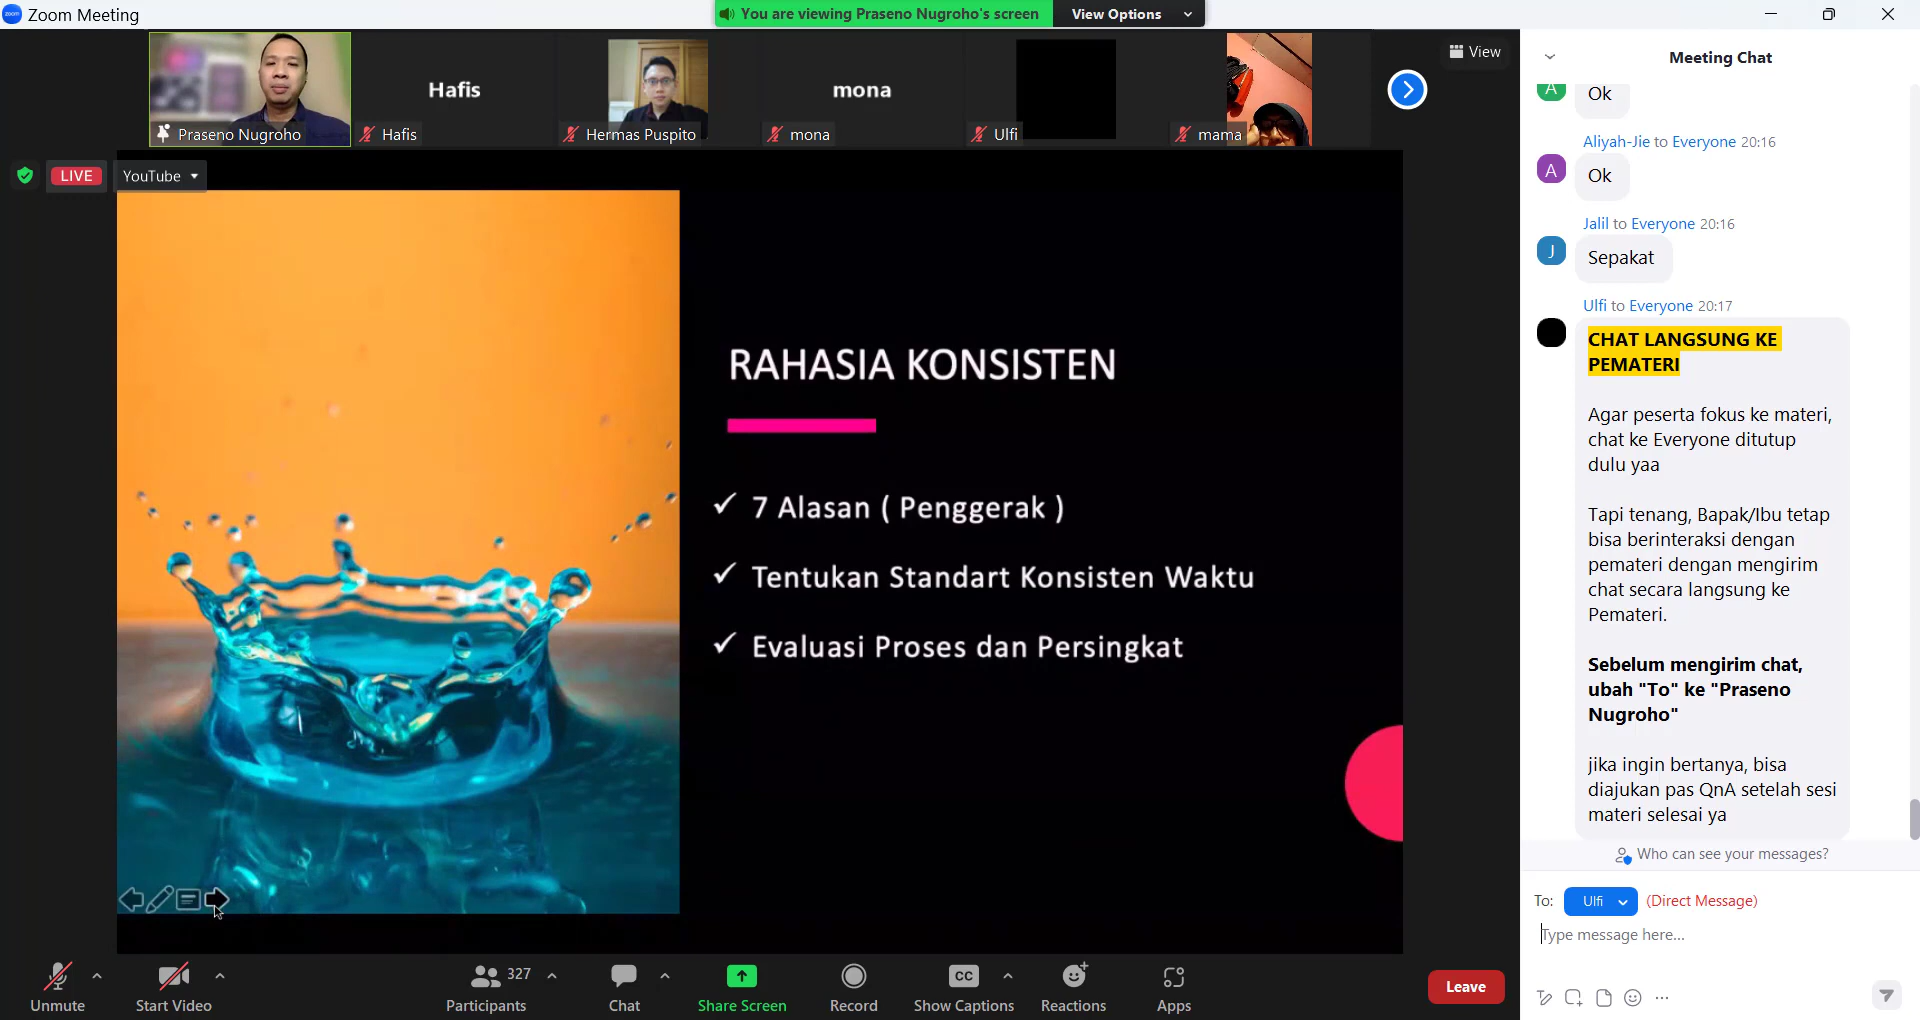 zoom Zoom Meeting
You are viewing Praseno Nugroho's screen
View Options
Praseno Nugroho
Hafis
Hafis
Hermas Puspito
mona
mona
Ulfi
mama
View
LIVE
YouTube
RAHASIA KONSISTEN
✓ 7 Alasan ( Penggerak )
✓ Tentukan Standart Konsisten Waktu
✓ Evaluasi Proses dan Persingkat
Meeting Chat
A
Ok
Aliyah-Jie to Everyone 20:16
A
Ok
Jalil to Everyone 20:16
J
Sepakat
Ulfi to Everyone 20:17
CHAT LANGSUNG KE
PEMATERI
Agar peserta fokus ke materi,
chat ke Everyone ditutup
dulu yaa
Tapi tenang, Bapak/Ibu tetap
bisa berinteraksi dengan
pemateri dengan mengirim
chat secara langsung ke
Pemateri.
Sebelum mengirim chat,
ubah "To" ke "Praseno
Nugroho"
jika ingin bertanya, bisa
diajukan pas QnA setelah sesi
materi selesai ya
Who can see your messages?
To: Ulfi (Direct Message)
Type message here...
Unmute
Start Video
327
Participants
Chat
Share Screen
Record
CC
Show Captions
Reactions
Apps
Leave